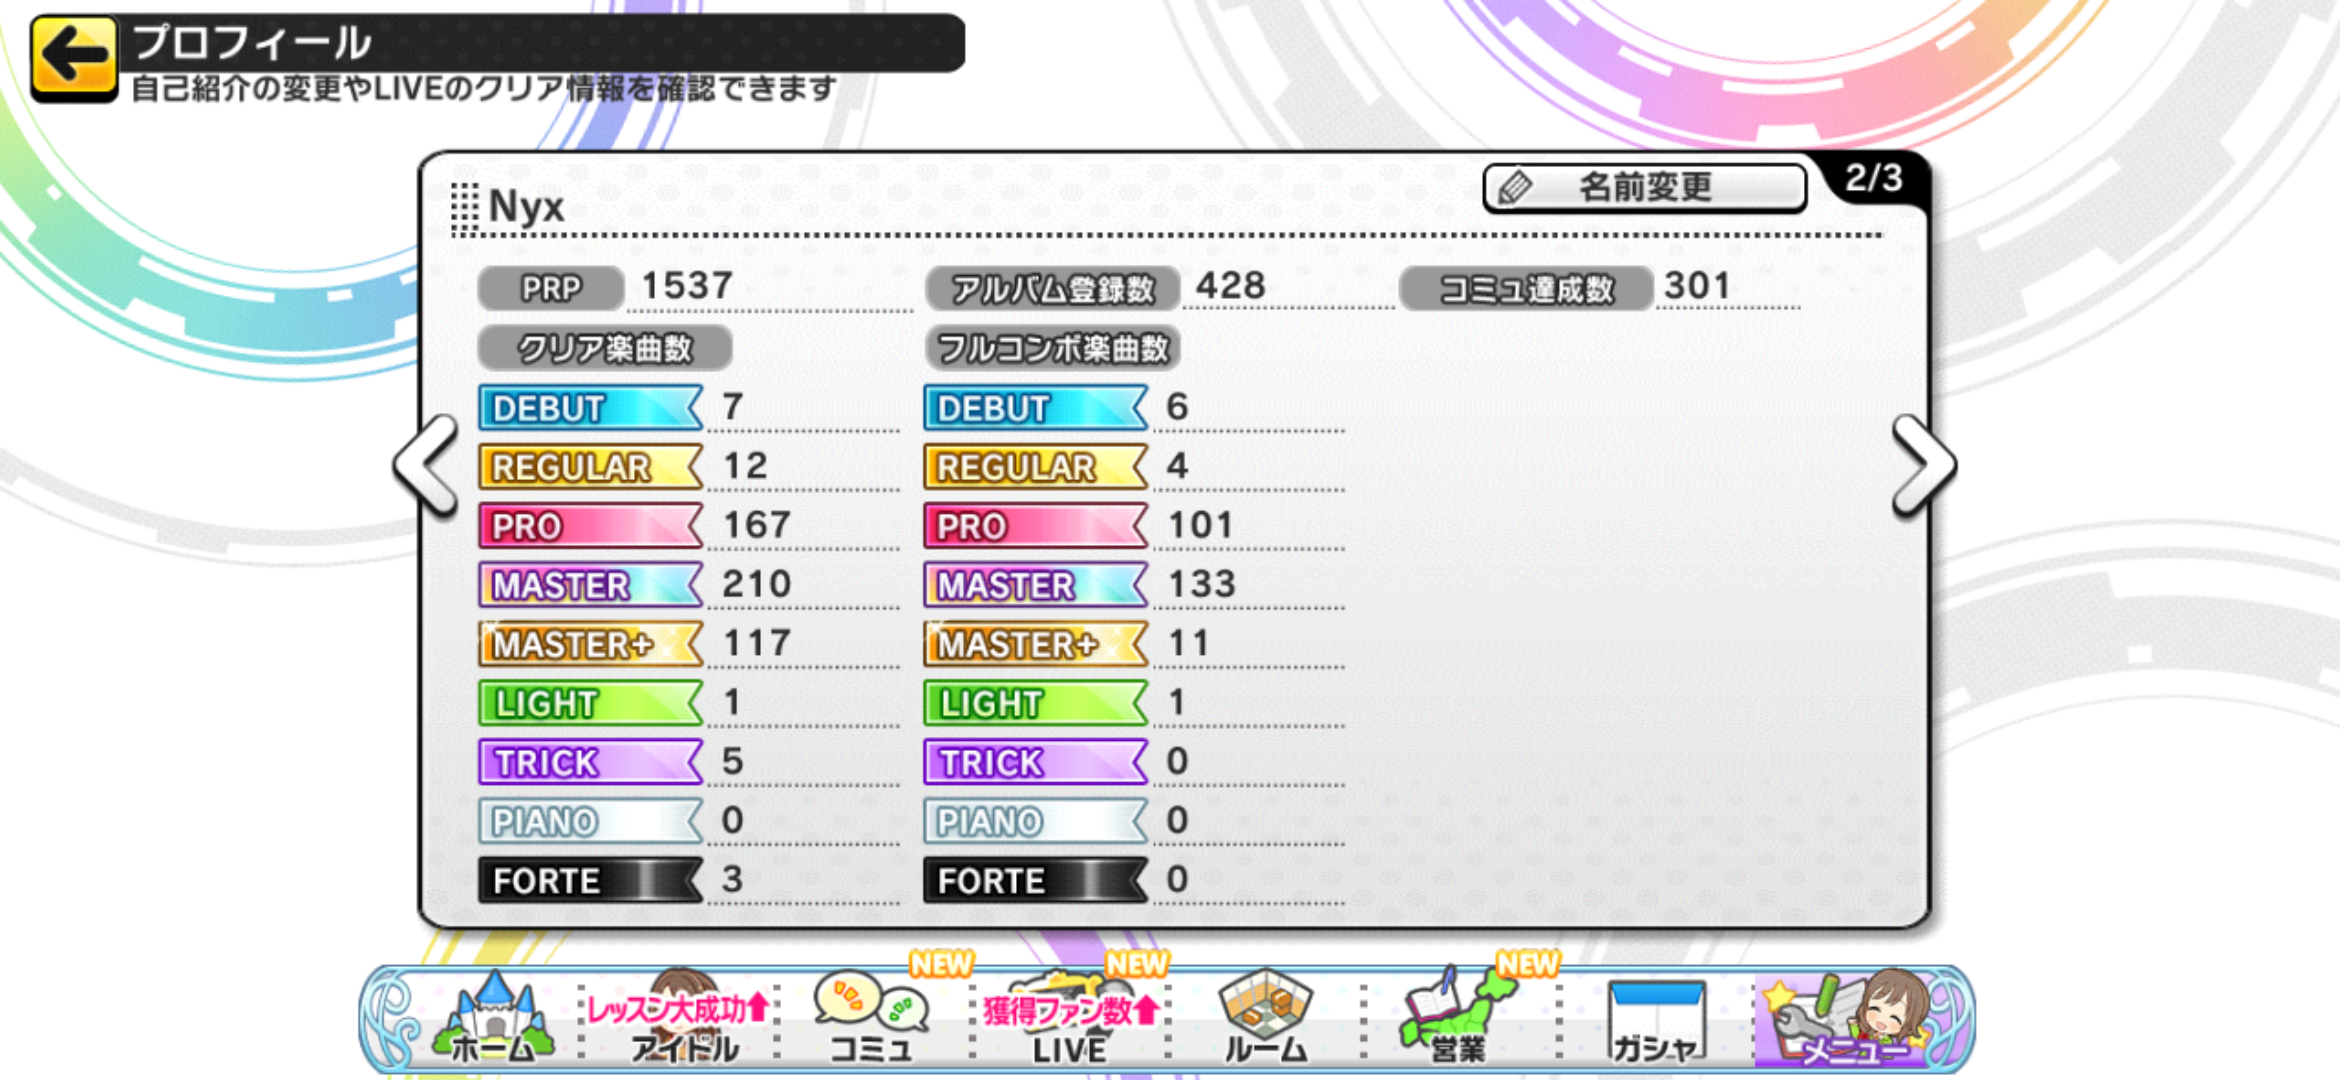 プロフィール
自己紹介の変更やLIVEのクリア情報を確認できます
Nyx
名前変更
2/3
PRP 1537 アルバム登録数 428 コミュ達成数 301
クリア楽曲数 フルコンボ楽曲数
DEBUT 7 DEBUT 6
REGULAR 12 REGULAR 4
PRO 167 PRO 101
MASTER 210 MASTER 133
MASTER+ 117 MASTER+ 11
LIGHT 1 LIGHT 1
TRICK 5 TRICK 0
PIANO 0 PIANO 0
FORTE 3 FORTE 0
NEW NEW NEW
レッスン大成功↑ 獲得ファン数↑
ホーム アイドル コミュ LIVE ルーム 営業 ガシャ メニュー